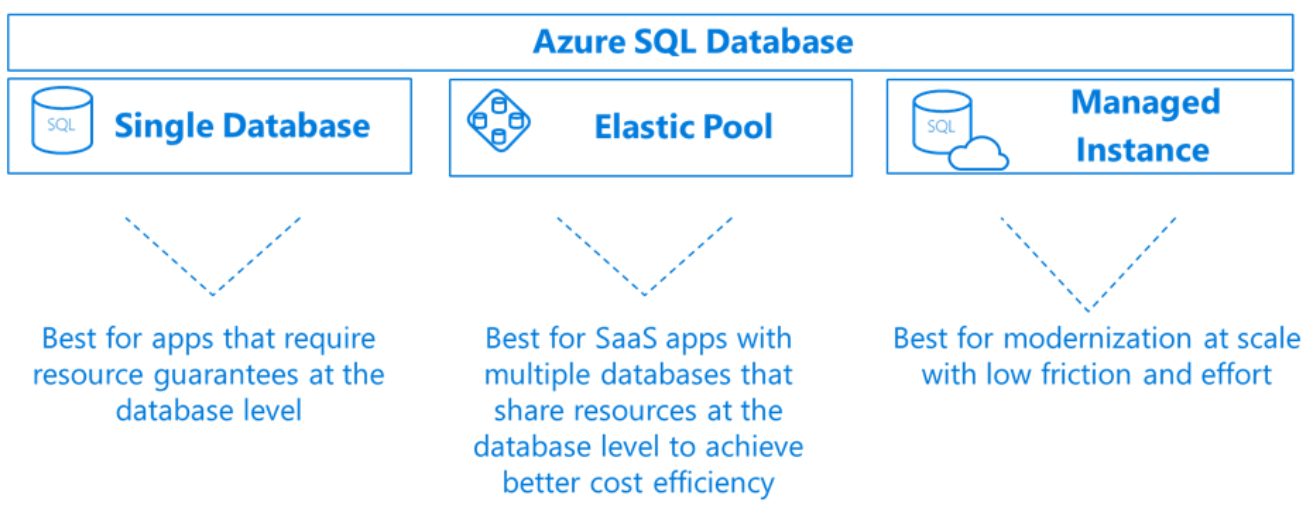 Azure SQL Database
SQL
Single Database
Elastic Pool
SQL
Managed
Instance
Best for apps that require
resource guarantees at the
database level
Best for SaaS apps with
multiple databases that
share resources at the
database level to achieve
better cost efficiency
Best for modernization at scale
with low friction and effort